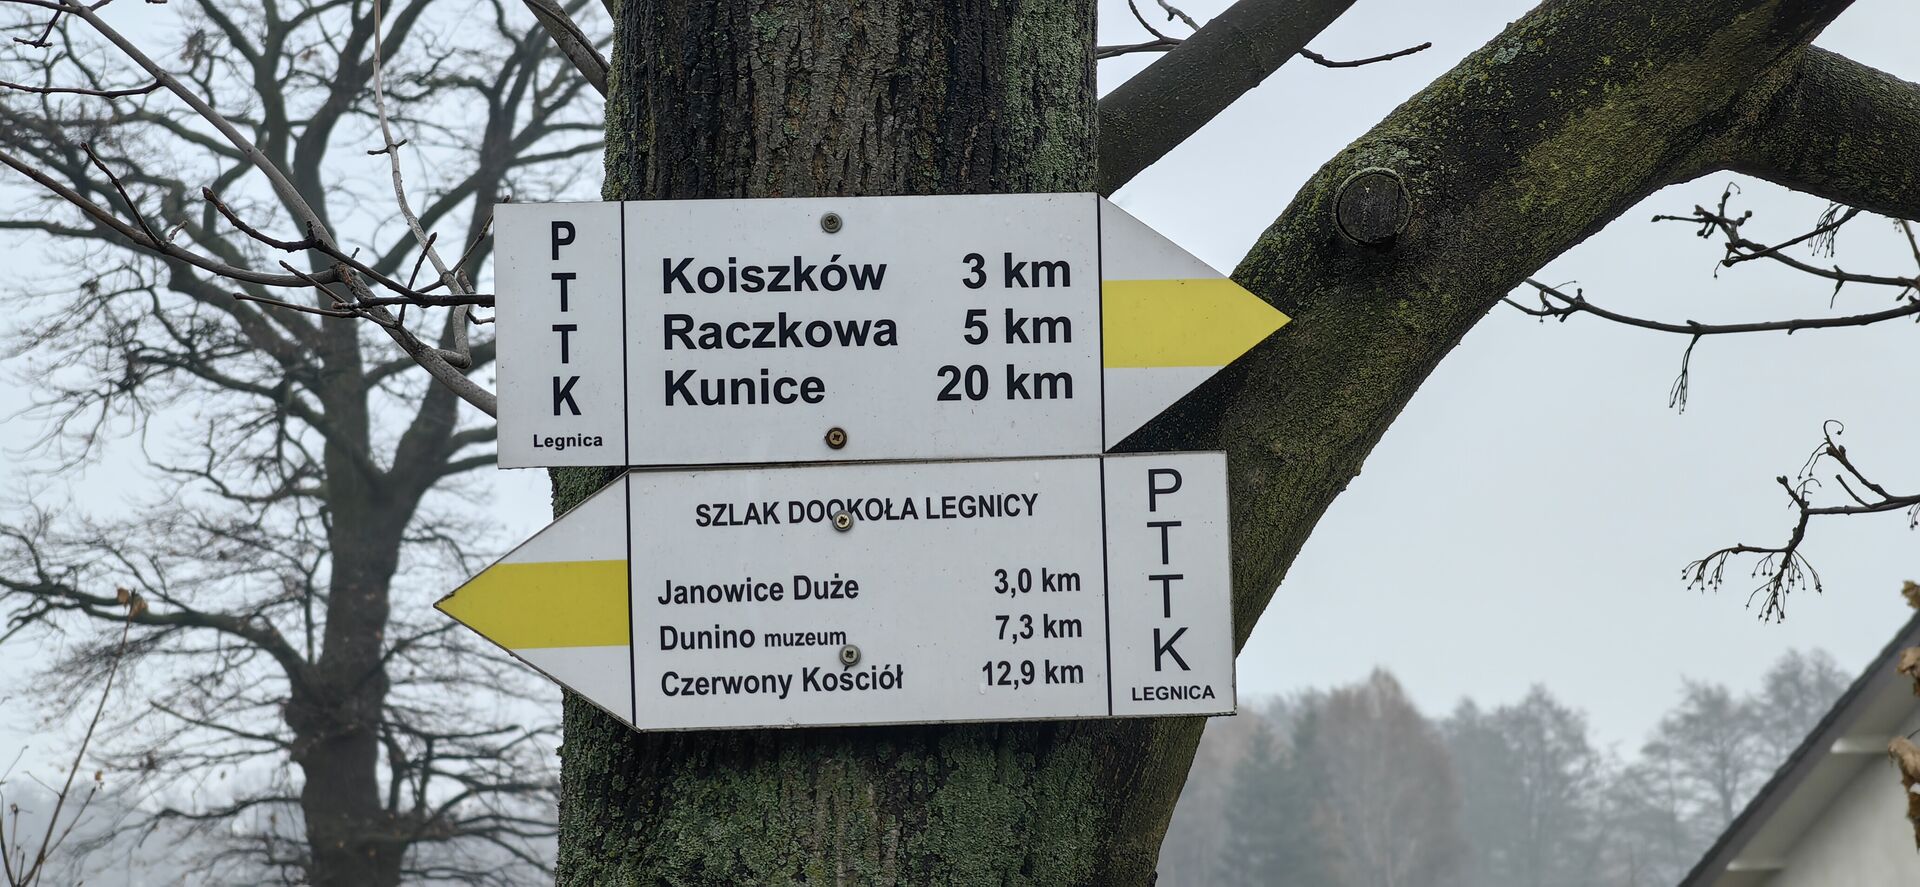 PTTK
Legnica
Koiszków 3 km
Raczkowa 5 km
Kunice 20 km
SZLAK DOOKOŁA LEGNICY
Janowice Duże 3,0 km
Dunino muzeum 7,3 km
Czerwony Kościół 12,9 km
PTTK
LEGNICA